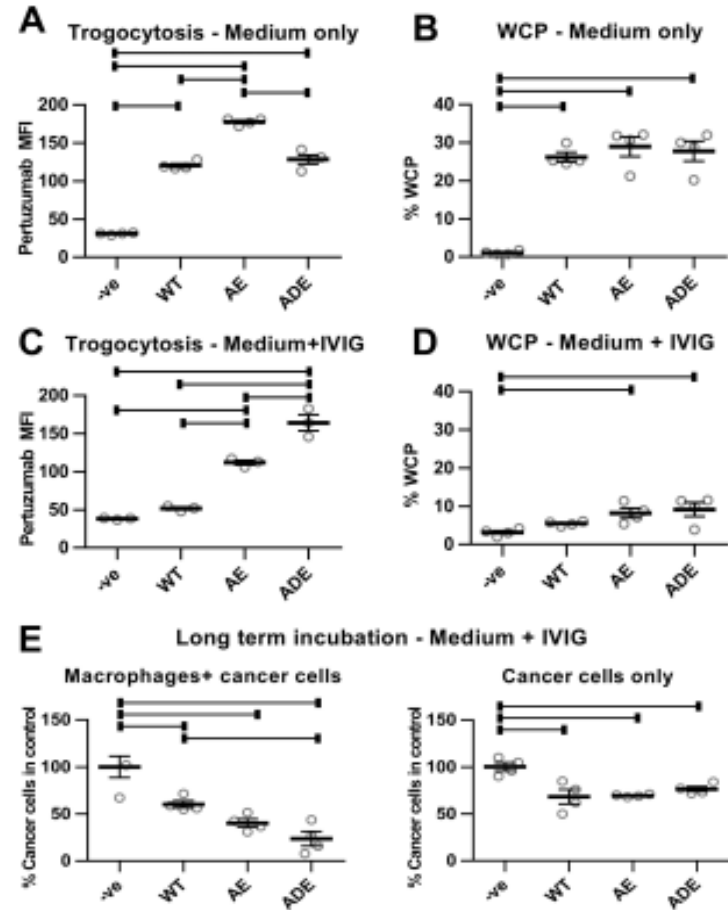 A Trogocytosis - Medium only
Pertuzumab MFI
200
150
100
50
0
-ve WT AE ADE
B WCP - Medium only
% WCP
40
30
20
10
0
-ve WT AE ADE
C Trogocytosis - Medium+IVIG
Pertuzumab MFI
200
150
100
50
0
-ve WT AE ADE
D WCP - Medium + IVIG
% WCP
40
30
20
10
0
-ve WT AE ADE
E Long term incubation - Medium + IVIG
Macrophages+ cancer cells
% Cancer cells in control
150
100
50
0
-ve WT AE ADE
Cancer cells only
% Cancer cells in control
150
100
50
0
-ve WT AE ADE